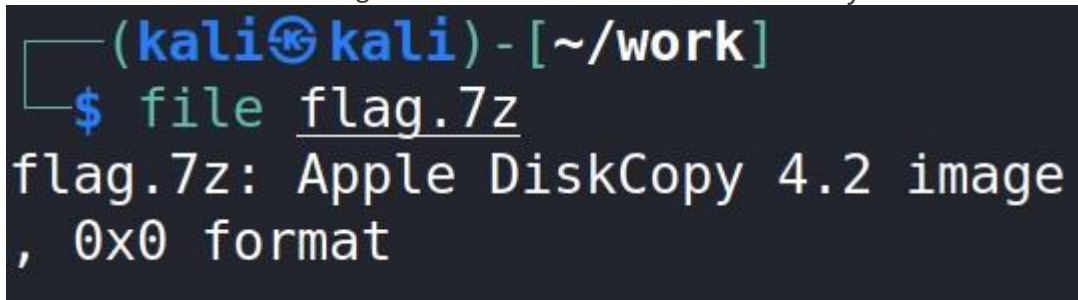 (kali㉿kali)-[~/work]
$ file flag.7z
flag.7z: Apple DiskCopy 4.2 image
, 0x0 format